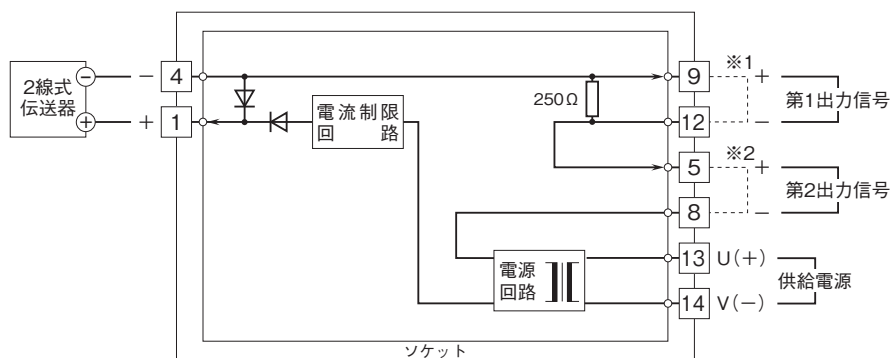 2線式
伝送器
−
+
−
+
4
1
電流制限
回路
250Ω
9
12
5
8
13
14
※1
+
−
第1出力信号
※2
+
−
第2出力信号
電源
回路
U(+)
V(−)
供給電源
ソケット